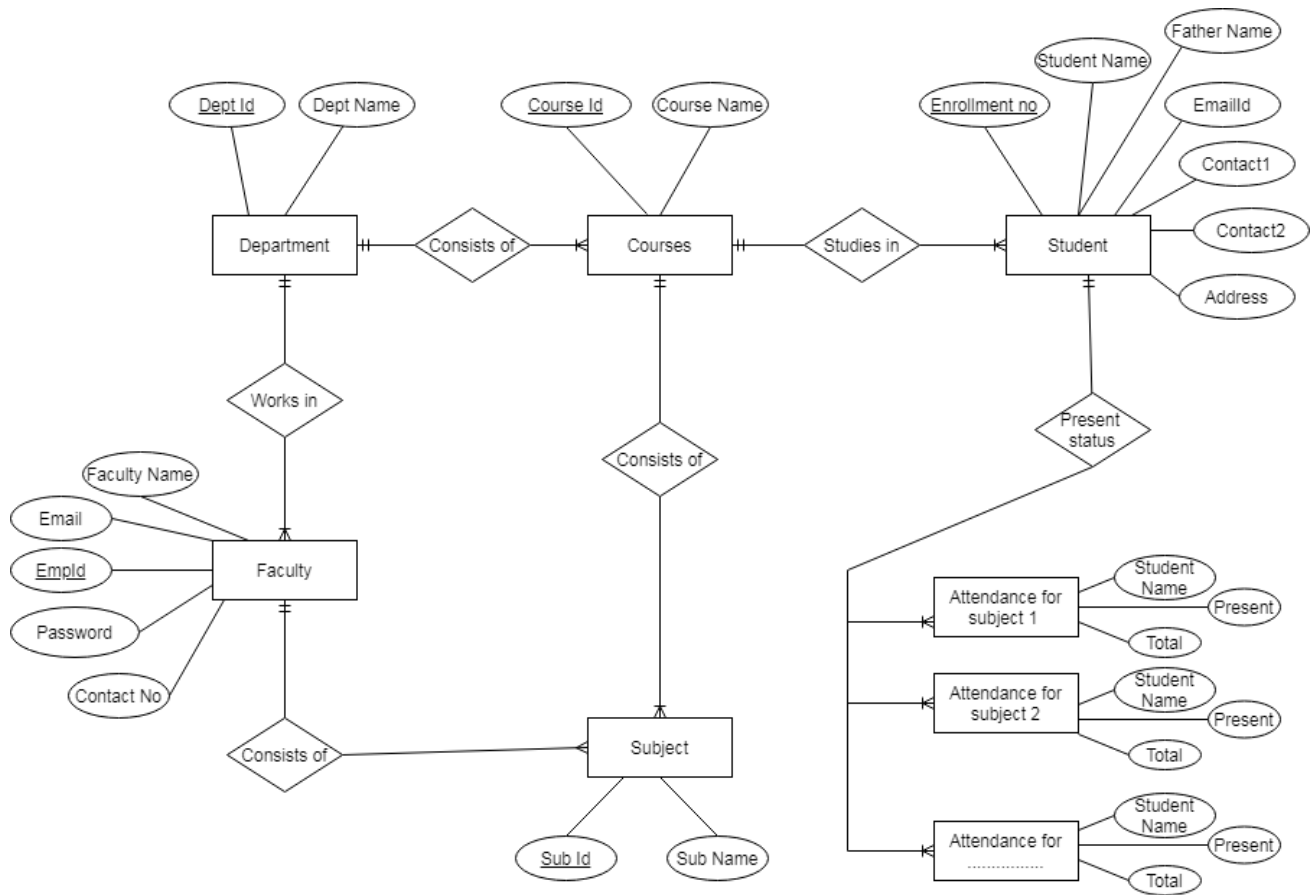 Father Name
Student Name
Dept Id
Dept Name
Course Id
Course Name
Enrollment no
EmailId
Contact1
Contact2
Address
Department
Consists of
Courses
Studies in
Student
Works in
Present
status
Consists of
Faculty Name
Email
EmpId
Password
Contact No
Faculty
Consists of
Subject
Sub Id
Sub Name
Attendance for
subject 1
Student
Name
Present
Total
Attendance for
subject 2
Student
Name
Present
Total
Attendance for
....................
Student
Name
Present
Total